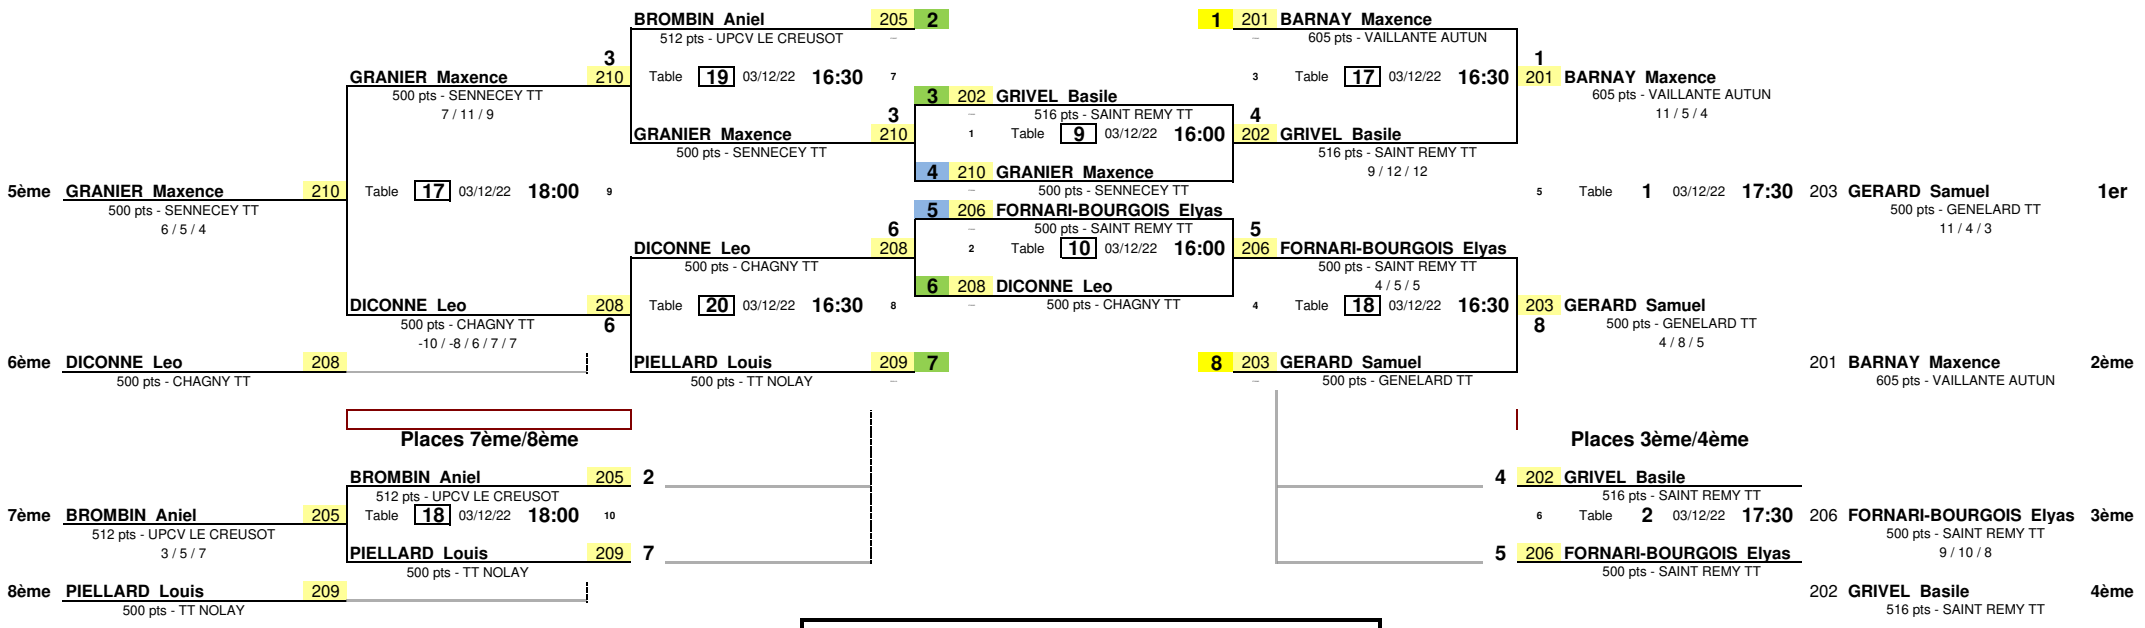 BROMBIN Aniel 205 2 1 201 BARNAY Maxence
512 pts - UPCV LE CREUSOT – – 605 pts - VAILLANTE AUTUN
3 1
GRANIER Maxence 210 Table 19 03/12/22 16:30 7 3 Table 17 03/12/22 16:30 201 BARNAY Maxence
500 pts - SENNECEY TT 3 202 GRIVEL Basile 605 pts - VAILLANTE AUTUN
7 / 11 / 9 3 – 516 pts - SAINT REMY TT 4 11 / 5 / 4
GRANIER Maxence 210 1 Table 9 03/12/22 16:00 202 GRIVEL Basile
500 pts - SENNECEY TT 516 pts - SAINT REMY TT
4 210 GRANIER Maxence 9 / 12 / 12
5ème GRANIER Maxence 210 Table 17 03/12/22 18:00 9 – 500 pts - SENNECEY TT 5 Table 1 03/12/22 17:30 203 GERARD Samuel 1er
500 pts - SENNECEY TT 5 206 FORNARI-BOURGOIS Elyas 500 pts - GENELARD TT
6 / 5 / 4 6 – 500 pts - SAINT REMY TT 5 11 / 4 / 3
DICONNE Leo 208 2 Table 10 03/12/22 16:00 206 FORNARI-BOURGOIS Elyas
500 pts - CHAGNY TT 500 pts - SAINT REMY TT
6 208 DICONNE Leo 4 / 5 / 5
DICONNE Leo 208 Table 20 03/12/22 16:30 8 – 500 pts - CHAGNY TT 4 Table 18 03/12/22 16:30 203 GERARD Samuel
500 pts - CHAGNY TT 6 8 500 pts - GENELARD TT
-10 / -8 / 6 / 7 / 7 4 / 8 / 5
6ème DICONNE Leo 208 PIELLARD Louis 209 7 8 203 GERARD Samuel 201 BARNAY Maxence 2ème
500 pts - CHAGNY TT 500 pts - TT NOLAY – – 500 pts - GENELARD TT 605 pts - VAILLANTE AUTUN
Places 7ème/8ème Places 3ème/4ème
BROMBIN Aniel 205 2 4 202 GRIVEL Basile
512 pts - UPCV LE CREUSOT 516 pts - SAINT REMY TT
7ème BROMBIN Aniel 205 Table 18 03/12/22 18:00 10 6 Table 2 03/12/22 17:30 206 FORNARI-BOURGOIS Elyas 3ème
512 pts - UPCV LE CREUSOT 500 pts - SAINT REMY TT
3 / 5 / 7 PIELLARD Louis 209 7 5 206 FORNARI-BOURGOIS Elyas 9 / 10 / 8
500 pts - TT NOLAY 500 pts - SAINT REMY TT
8ème PIELLARD Louis 209 202 GRIVEL Basile 4ème
500 pts - TT NOLAY 516 pts - SAINT REMY TT